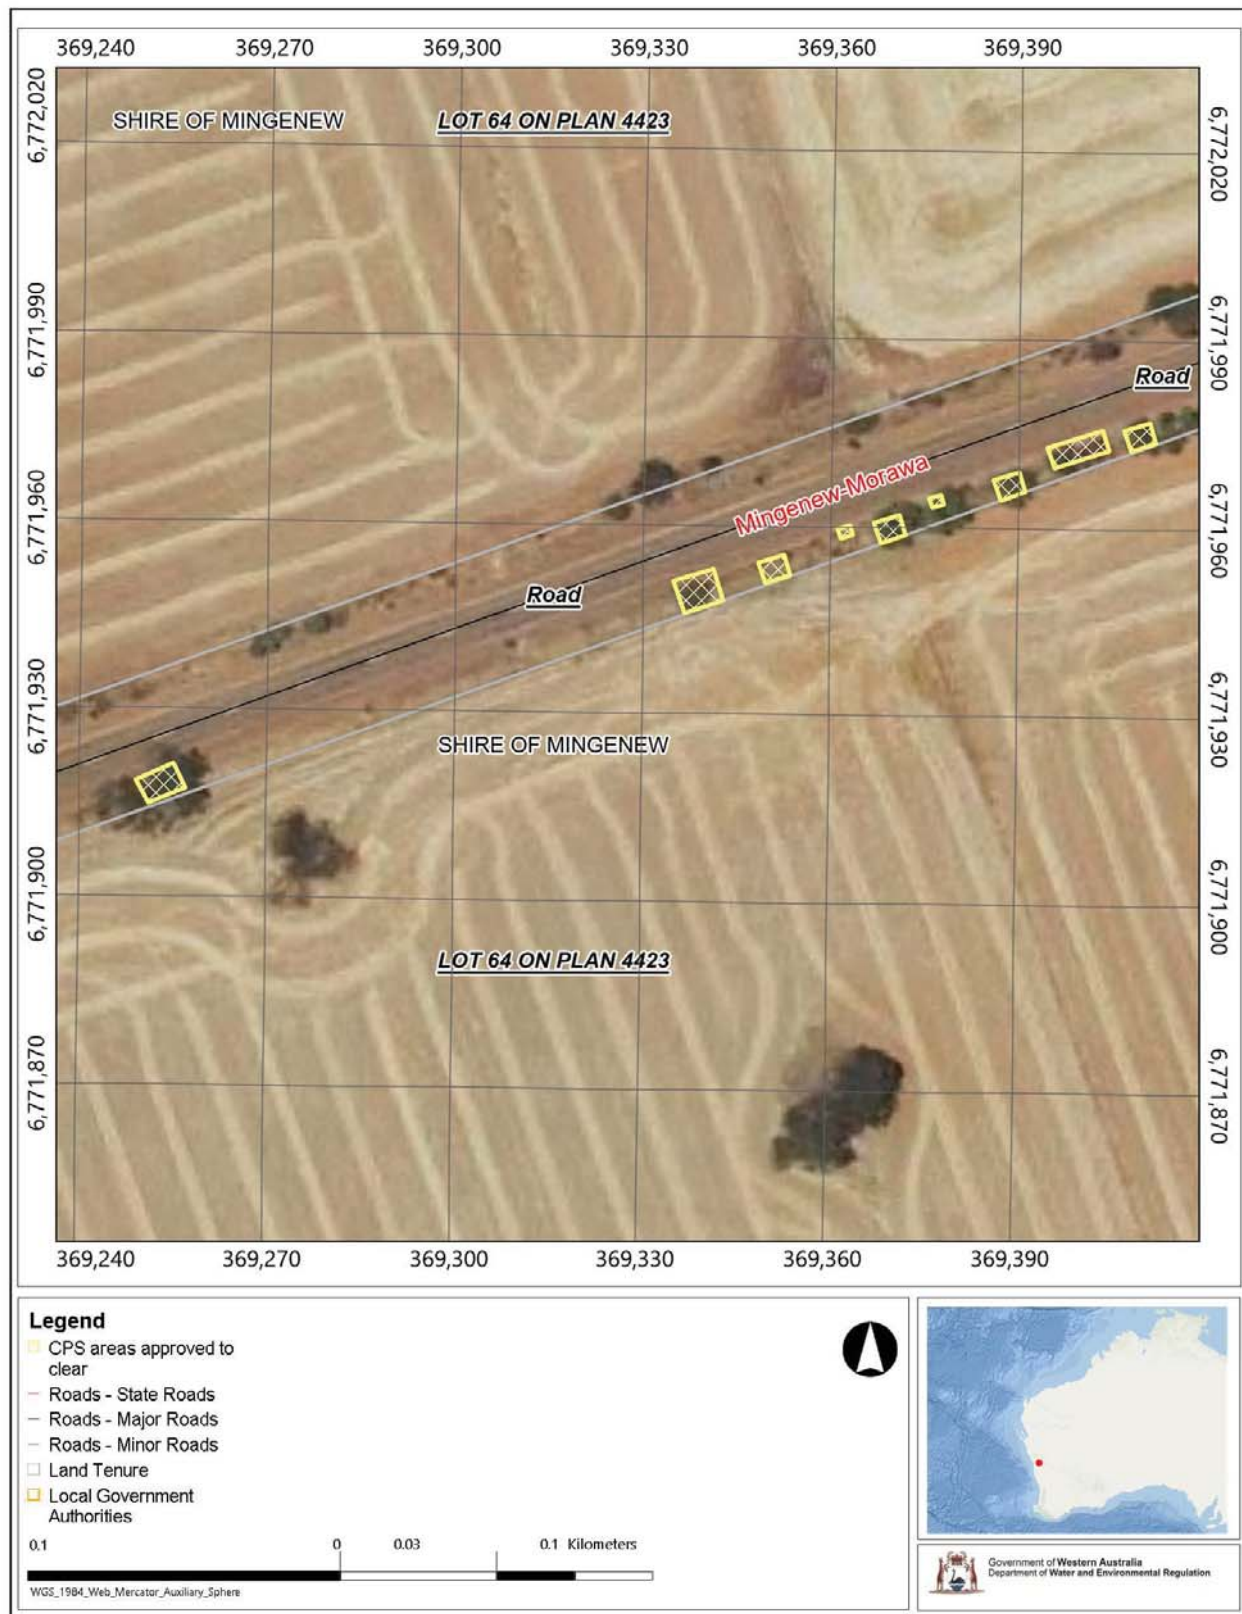 369,240 369,270 369,300 369,330 369,360 369,390
6,772,020
6,772,020
SHIRE OF MINGENEW
LOT 64 ON PLAN 4423
6,771,990
6,771,990
Road
Mingenew-Morawa
6,771,960
6,771,960
Road
6,771,930
6,771,930
SHIRE OF MINGENEW
6,771,900
6,771,900
LOT 64 ON PLAN 4423
6,771,870
6,771,870
369,240 369,270 369,300 369,330 369,360 369,390
Legend
CPS areas approved to
clear
Roads - State Roads
Roads - Major Roads
Roads - Minor Roads
Land Tenure
Local Government
Authorities
0.1 0 0.03 0.1 Kilometers
WGS_1984_Web_Mercator_Auxiliary_Sphere
Government of Western Australia
Department of Water and Environmental Regulation